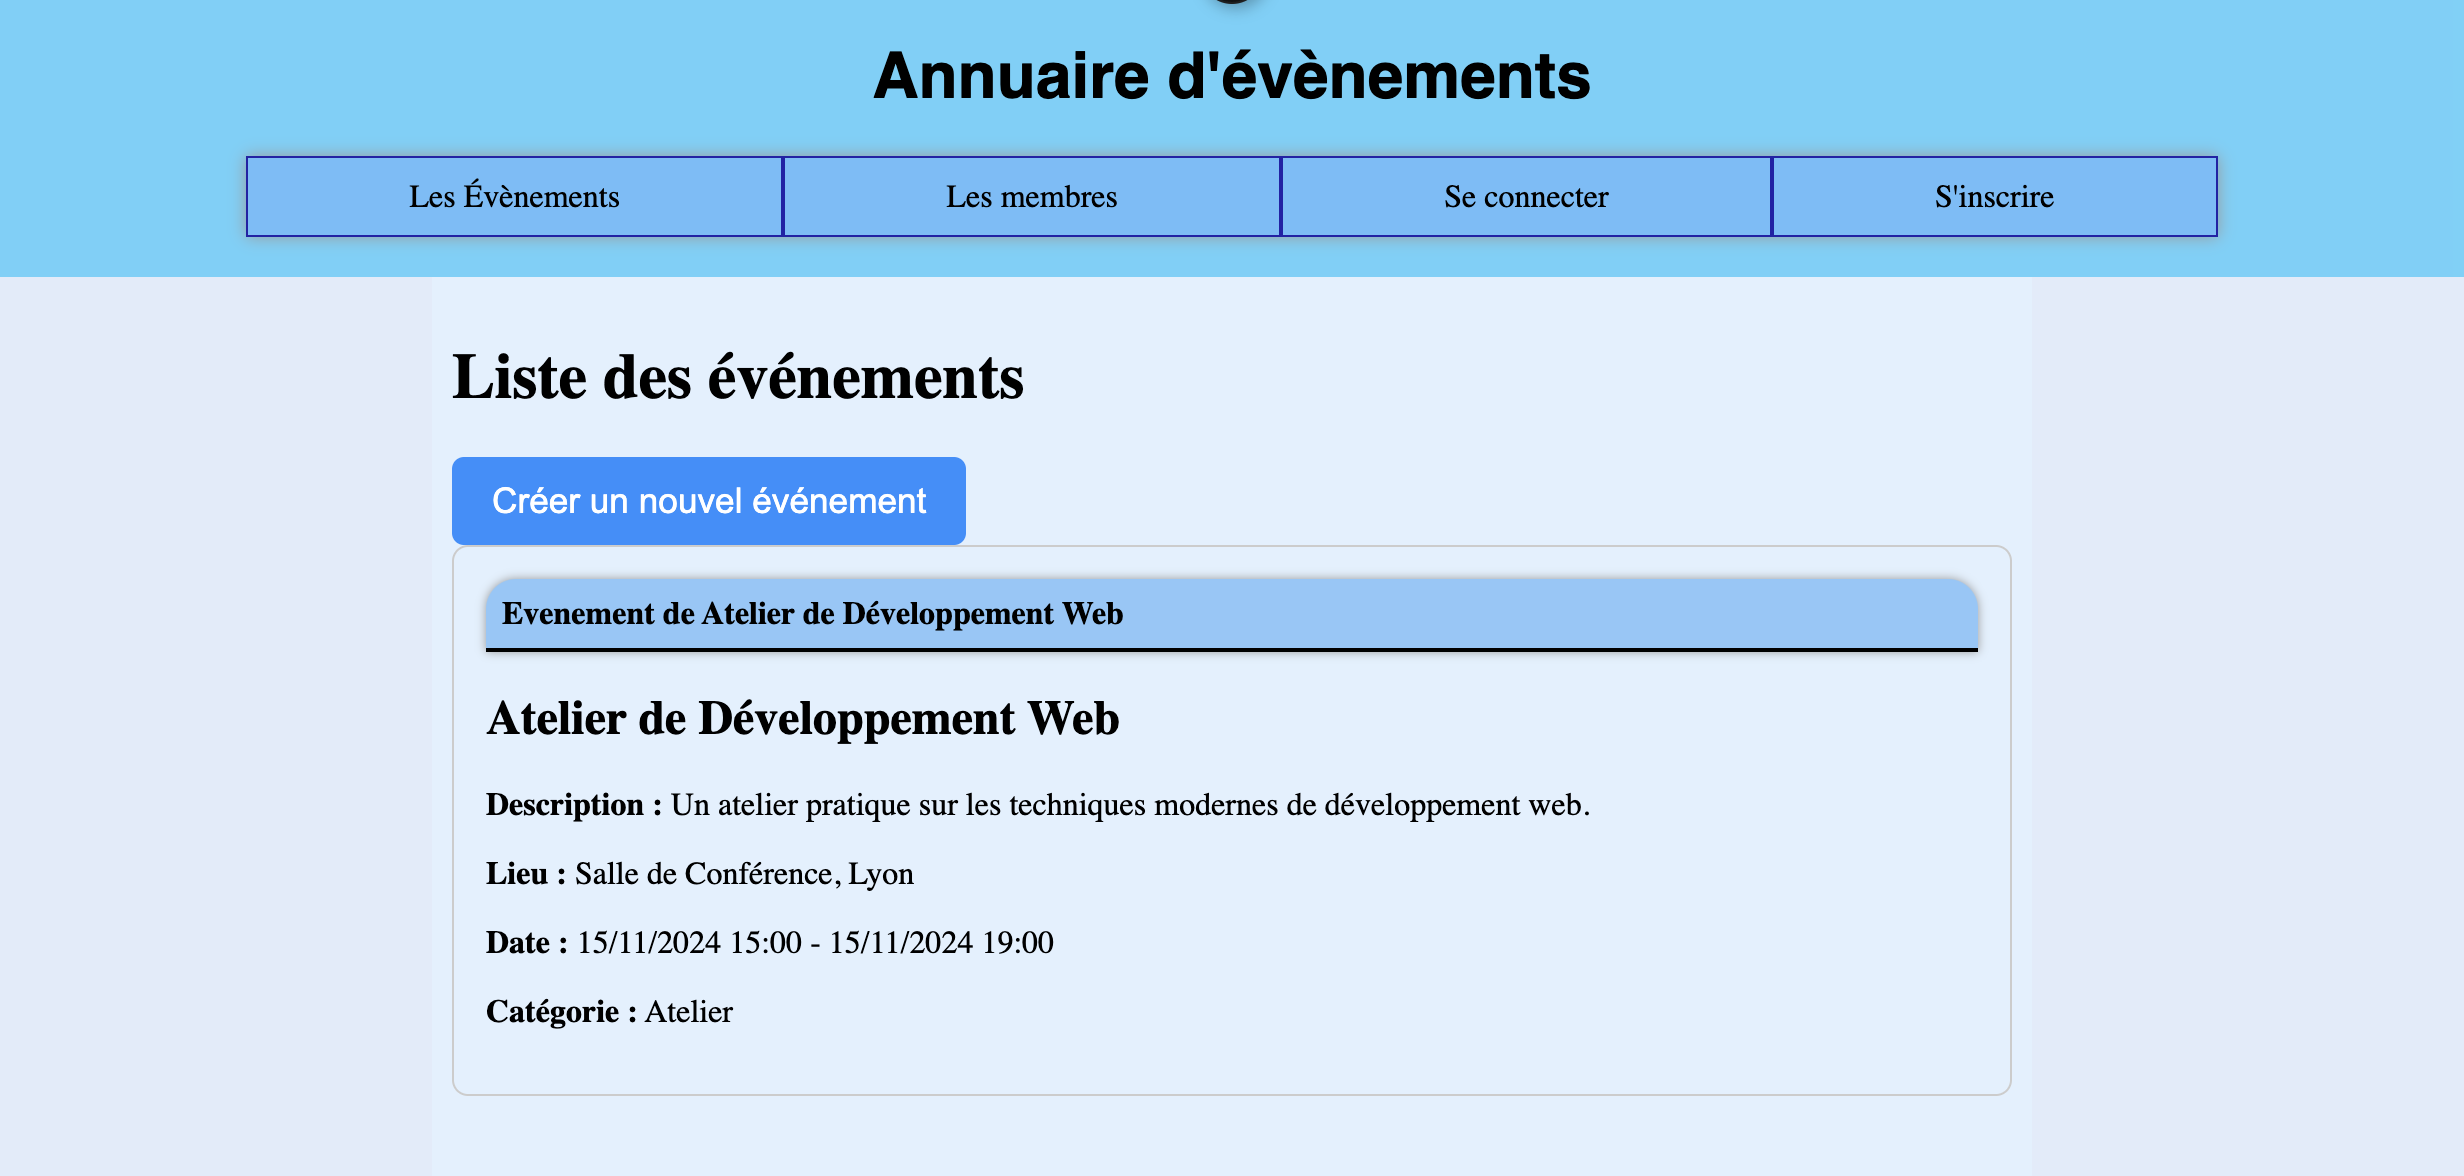 Annuaire d'évènements
Les Évènements
Les membres
Se connecter
S'inscrire
Liste des événements
Créer un nouvel événement
Evenement de Atelier de Développement Web
Atelier de Développement Web
Description : Un atelier pratique sur les techniques modernes de développement web.
Lieu : Salle de Conférence, Lyon
Date : 15/11/2024 15:00 - 15/11/2024 19:00
Catégorie : Atelier